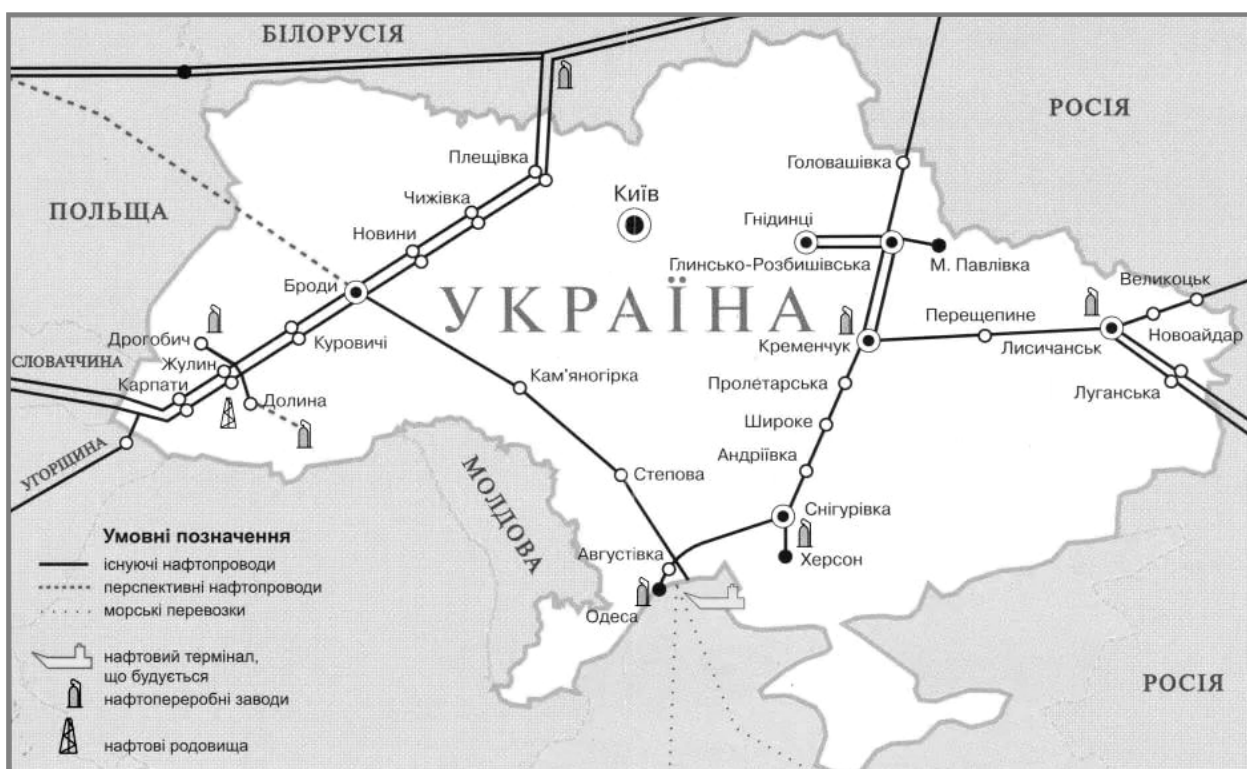 БІЛОРУСІЯ
РОСІЯ
ПОЛЬЩА
Плещівка
Головашівка
Чижівка
Київ
Гнідинці
Новини
Глинсько-Розбишівська
М. Павлівка
Броди
УКРАЇНА
Великоцьк
Перещепине
Дрогобич
Куровичі
Кременчук
Лисичанськ
Новоайдар
СЛОВАЧЧИНА
Жулин
Карпати
Кам'яногірка
Пролетарська
Луганська
Долина
Широке
УГОРЩИНА
Андріївка
МОЛДОВА
Степова
Снігурівка
Августівка
Херсон
Одеса
РОСІЯ
Умовні позначення
існуючі нафтопроводи
перспективні нафтопроводи
морські перевозки
нафтовий термінал,
що будується
нафтопереробні заводи
нафтові родовища